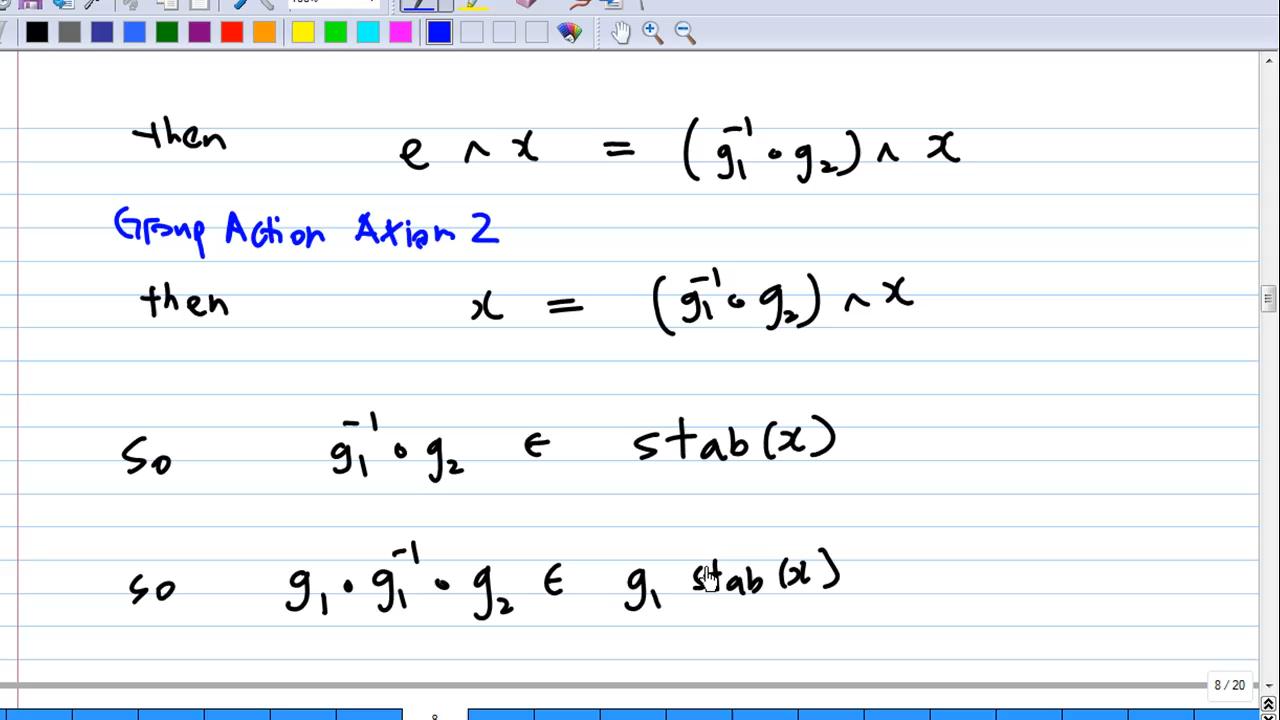 then e ∧ x = (g₁⁻¹ ∘ g₂) ∧ x
Group Action Axiom 2
then x = (g₁⁻¹ ∘ g₂) ∧ x
So g₁⁻¹ ∘ g₂ ∈ stab(x)
so g₁ ∘ g₁⁻¹ ∘ g₂ ∈ g₁ stab(x)
8 / 20